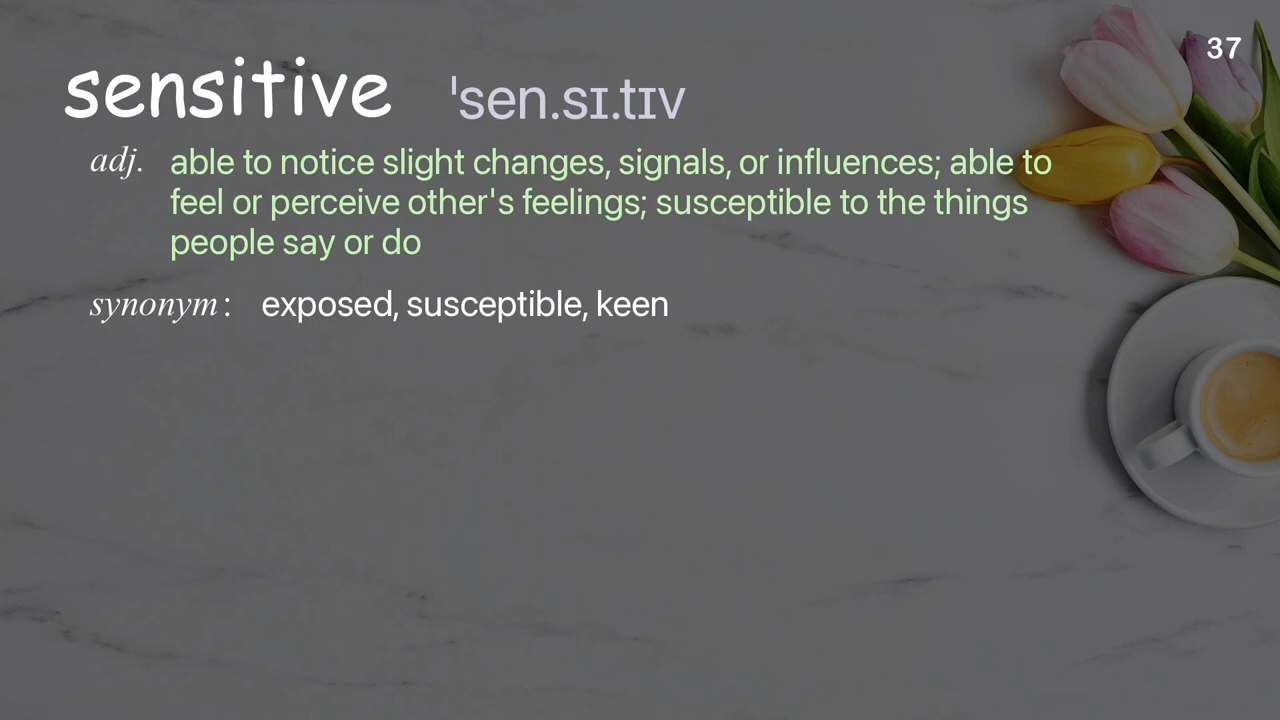 37
sensitive ˈsen.sɪ.tɪv
adj. able to notice slight changes, signals, or influences; able to
feel or perceive other's feelings; susceptible to the things
people say or do
synonym: exposed, susceptible, keen